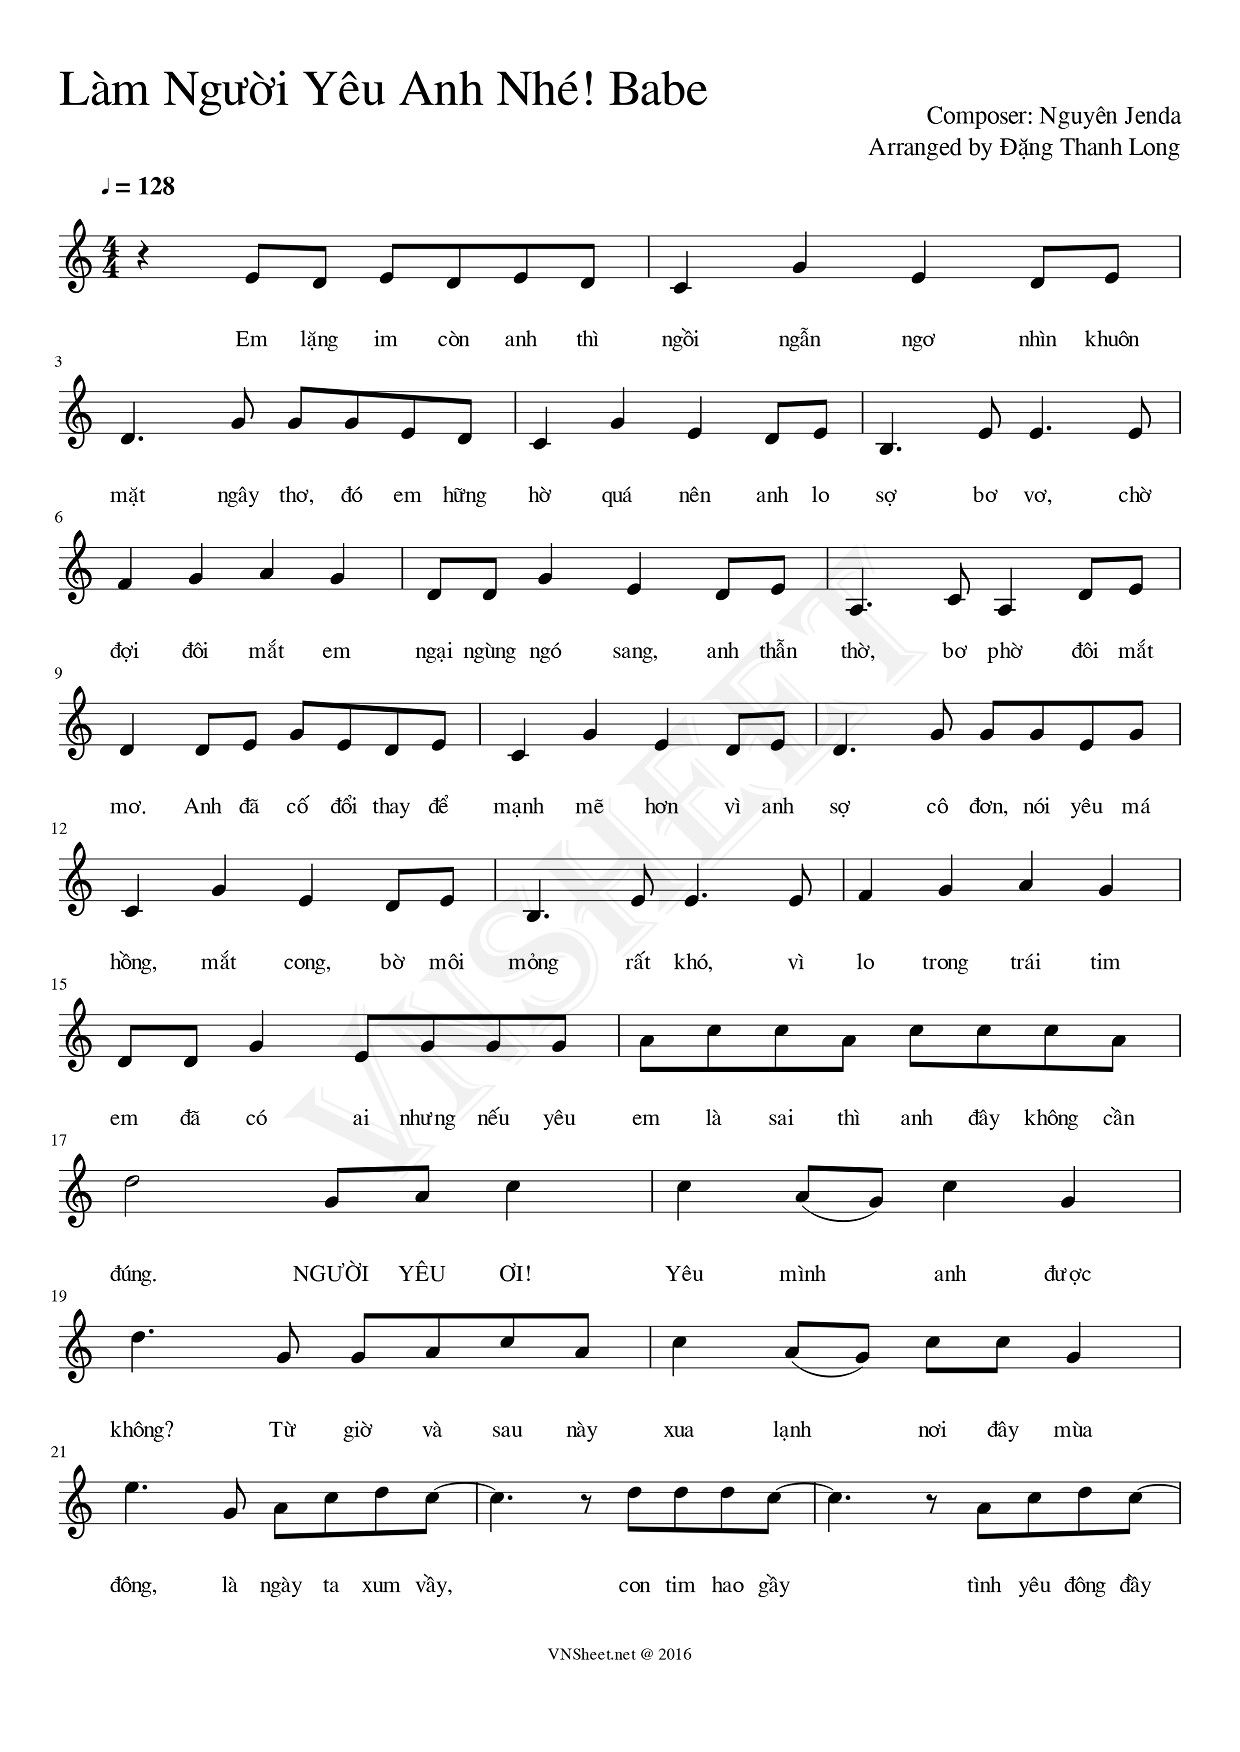 Làm Người Yêu Anh Nhé! Babe
Composer: Nguyên Jenda
Arranged by Đặng Thanh Long
♩ = 128
4
4
Em lặng im còn anh thì ngồi ngẫn ngơ nhìn khuôn
3
mặt ngây thơ, đó em hững hờ quá nên anh lo sợ bơ vơ, chờ
6
đợi đôi mắt em ngại ngùng ngó sang, anh thẫn thờ, bơ phờ đôi mắt
9
mơ. Anh đã cố đổi thay để mạnh mẽ hơn vì anh sợ cô đơn, nói yêu má
12
hồng, mắt cong, bờ môi mỏng rất khó, vì lo trong trái tim
15
em đã có ai nhưng nếu yêu em là sai thì anh đây không cần
17
đúng. NGƯỜI YÊU ƠI! Yêu mình anh được
19
không? Từ giờ và sau này xua lạnh nơi đây mùa
21
đông, là ngày ta xum vầy, con tim hao gầy tình yêu đông đầy
VNSHEET
VNSheet.net @ 2016